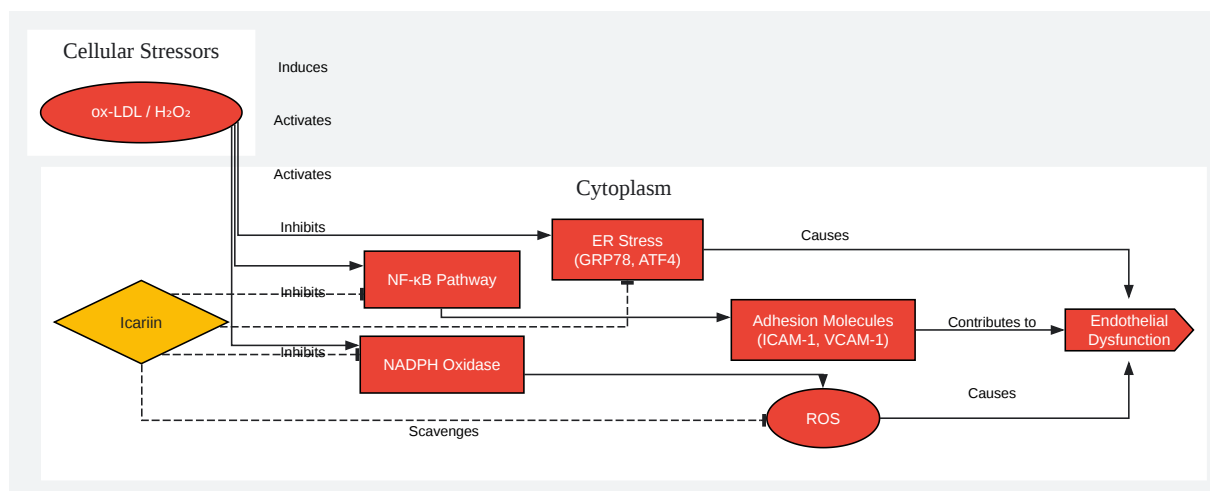 Cellular Stressors
ox-LDL / H₂O₂
Induces
Activates
Activates
Cytoplasm
Inhibits
ER Stress
(GRP78, ATF4)
Causes
NF-κB Pathway
Inhibits
Icariin
Adhesion Molecules
(ICAM-1, VCAM-1)
Contributes to
Endothelial
Dysfunction
Inhibits
NADPH Oxidase
Causes
ROS
Scavenges